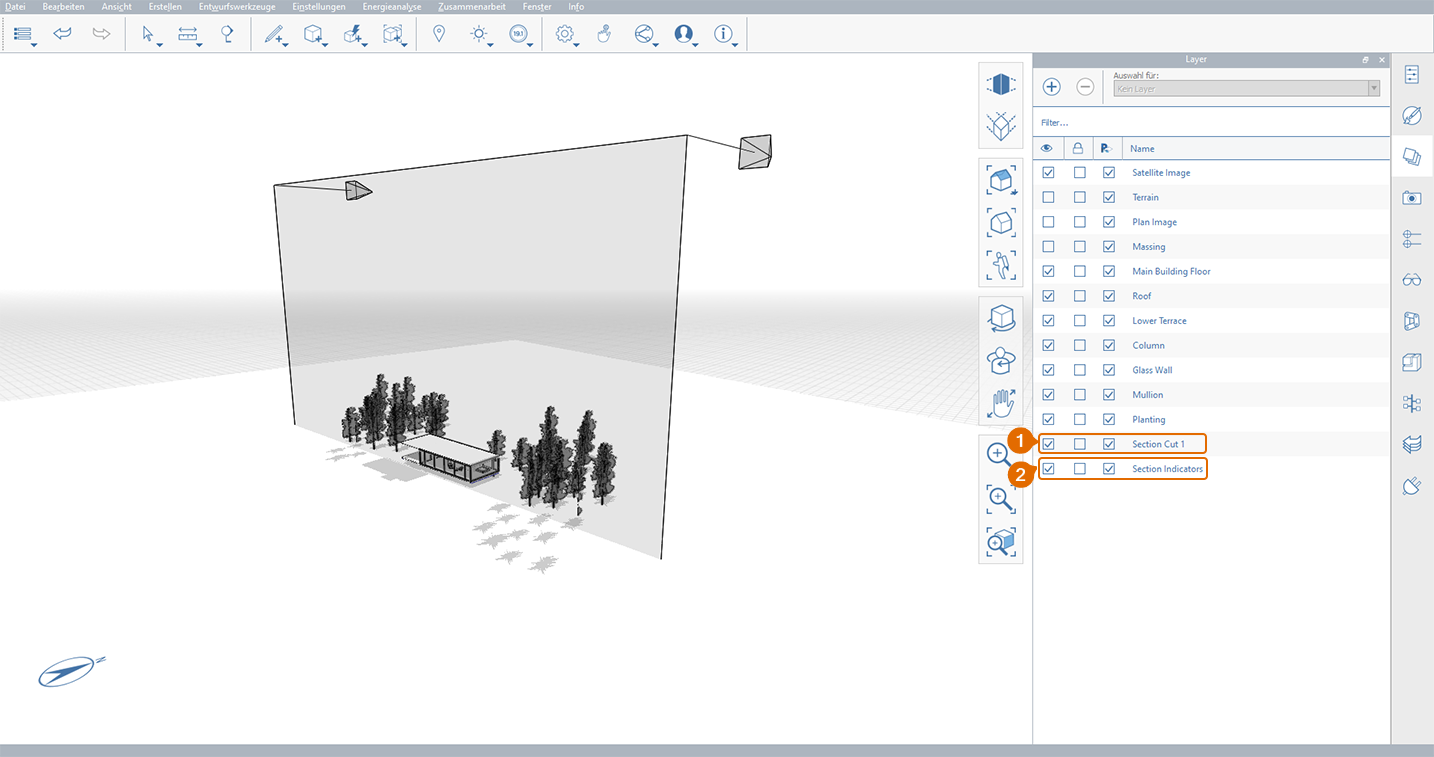 Datei Bearbeiten Ansicht Erstellen Entwurfswerkzeuge Einstellungen Energieanalyse Zusammenarbeit Fenster Info
19:1
Layer
Auswahl für:
Kein Layer
Filter...
Name
Satellite Image
Terrain
Plan Image
Massing
Main Building Floor
Roof
Lower Terrace
Column
Glass Wall
Mullion
Planting
1 Section Cut 1
2 Section Indicators